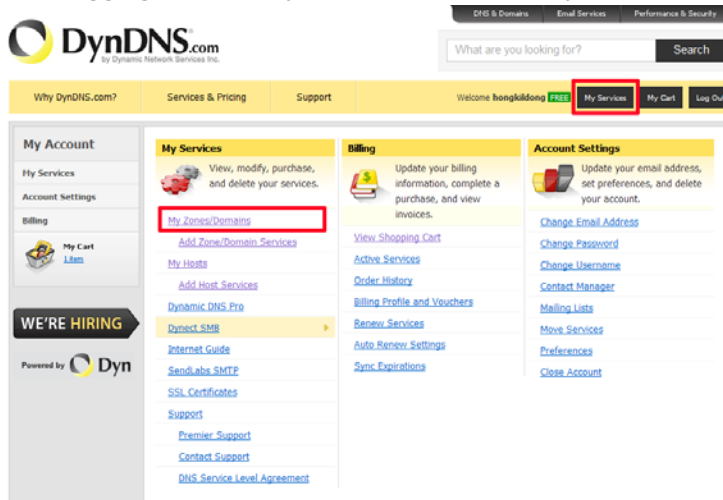 DNS & Domains Email Services Performance & Security
DynDNS.com
by Dynamic Network Services Inc.
What are you looking for? Search
Why DynDNS.com? Services & Pricing Support Welcome hongkildong FREE My Services My Cart Log Out
My Account
My Services
Account Settings
Billing
My Cart
1 item
WE'RE HIRING
Powered by Dyn
My Services
View, modify, purchase,
and delete your services.
My Zones/Domains
Add Zone/Domain Services
My Hosts
Add Host Services
Dynamic DNS Pro
Dynect SMB
Internet Guide
SendLabs SMTP
SSL Certificates
Support
Premier Support
Contact Support
DNS Service Level Agreement
Billing
Update your billing
information, complete a
purchase, and view
invoices.
View Shopping Cart
Active Services
Order History
Billing Profile and Vouchers
Renew Services
Auto Renew Settings
Sync Expirations
Account Settings
Update your email address,
set preferences, and delete
your account.
Change Email Address
Change Password
Change Username
Contact Manager
Mailing Lists
Move Services
Preferences
Close Account